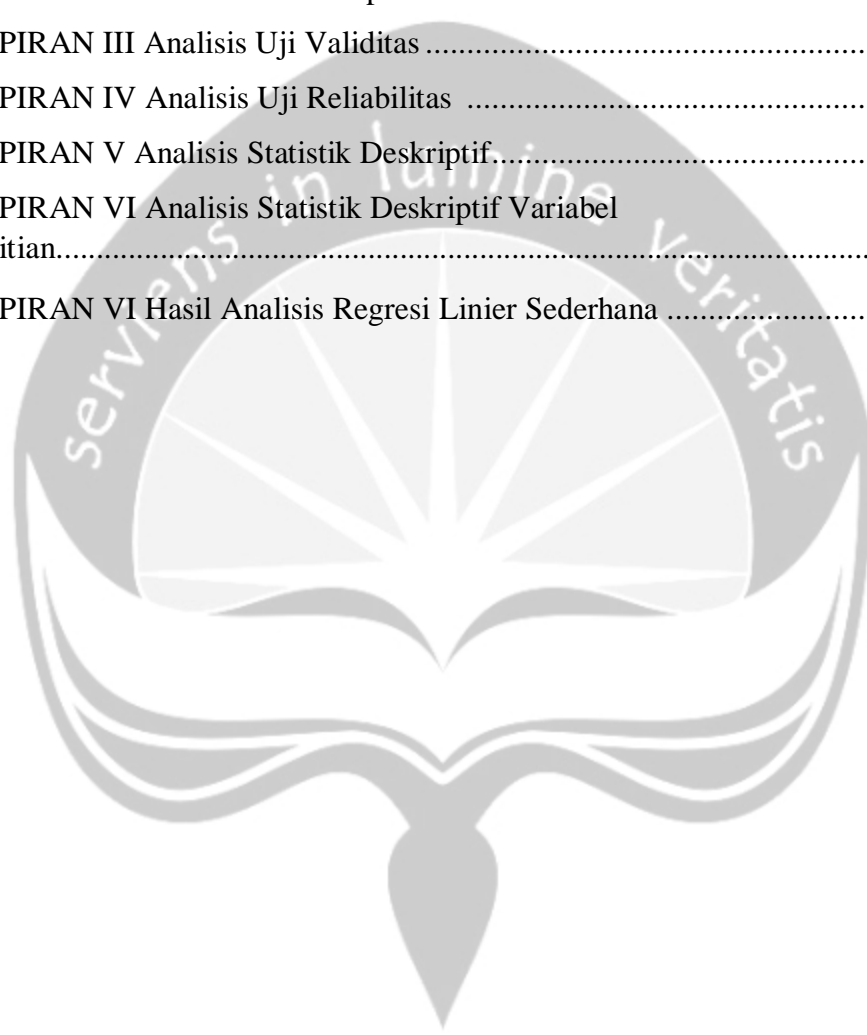 PIRAN III Analisis Uji Validitas ......................................................
PIRAN IV Analisis Uji Reliabilitas .................................................
PIRAN V Analisis Statistik Deskriptif..............................................
PIRAN VI Analisis Statistik Deskriptif Variabel
itian....................................................................................................
PIRAN VI Hasil Analisis Regresi Linier Sederhana ........................
serviens in lumine veritatis